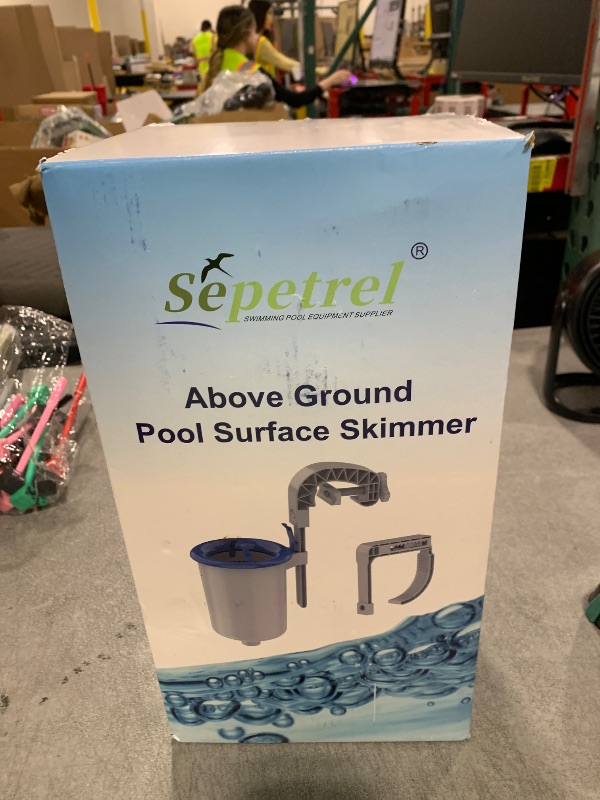 Sepetrel®
SWIMMING POOL EQUIPMENT SUPPLIER
Above Ground
Pool Surface Skimmer